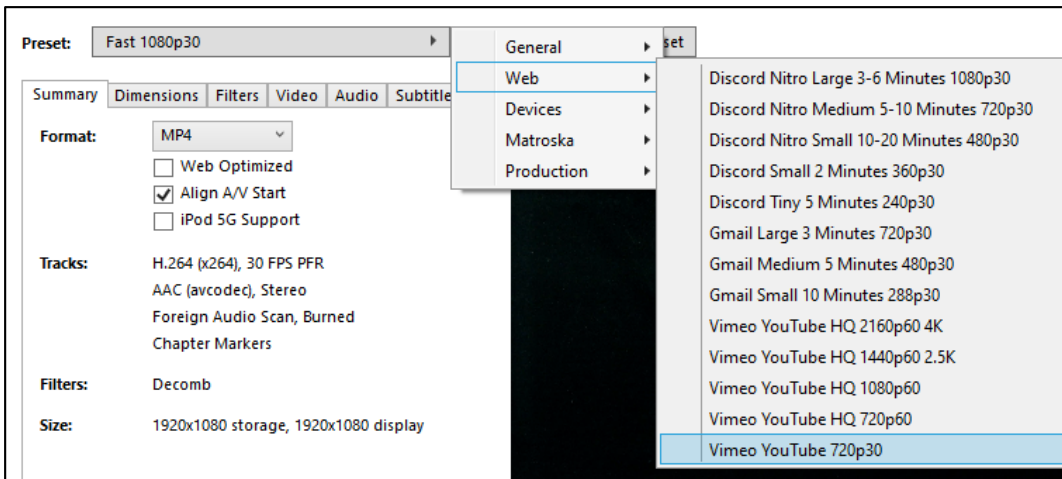 Preset:
Fast 1080p30
set
Summary
Dimensions
Filters
Video
Audio
Subtitle
Format:
MP4
Web Optimized
Align A/V Start
iPod 5G Support
Tracks:
H.264 (x264), 30 FPS PFR
AAC (avcodec), Stereo
Foreign Audio Scan, Burned
Chapter Markers
Filters:
Decomb
Size:
1920x1080 storage, 1920x1080 display
General
Web
Devices
Matroska
Production
Discord Nitro Large 3-6 Minutes 1080p30
Discord Nitro Medium 5-10 Minutes 720p30
Discord Nitro Small 10-20 Minutes 480p30
Discord Small 2 Minutes 360p30
Discord Tiny 5 Minutes 240p30
Gmail Large 3 Minutes 720p30
Gmail Medium 5 Minutes 480p30
Gmail Small 10 Minutes 288p30
Vimeo YouTube HQ 2160p60 4K
Vimeo YouTube HQ 1440p60 2.5K
Vimeo YouTube HQ 1080p60
Vimeo YouTube HQ 720p60
Vimeo YouTube 720p30